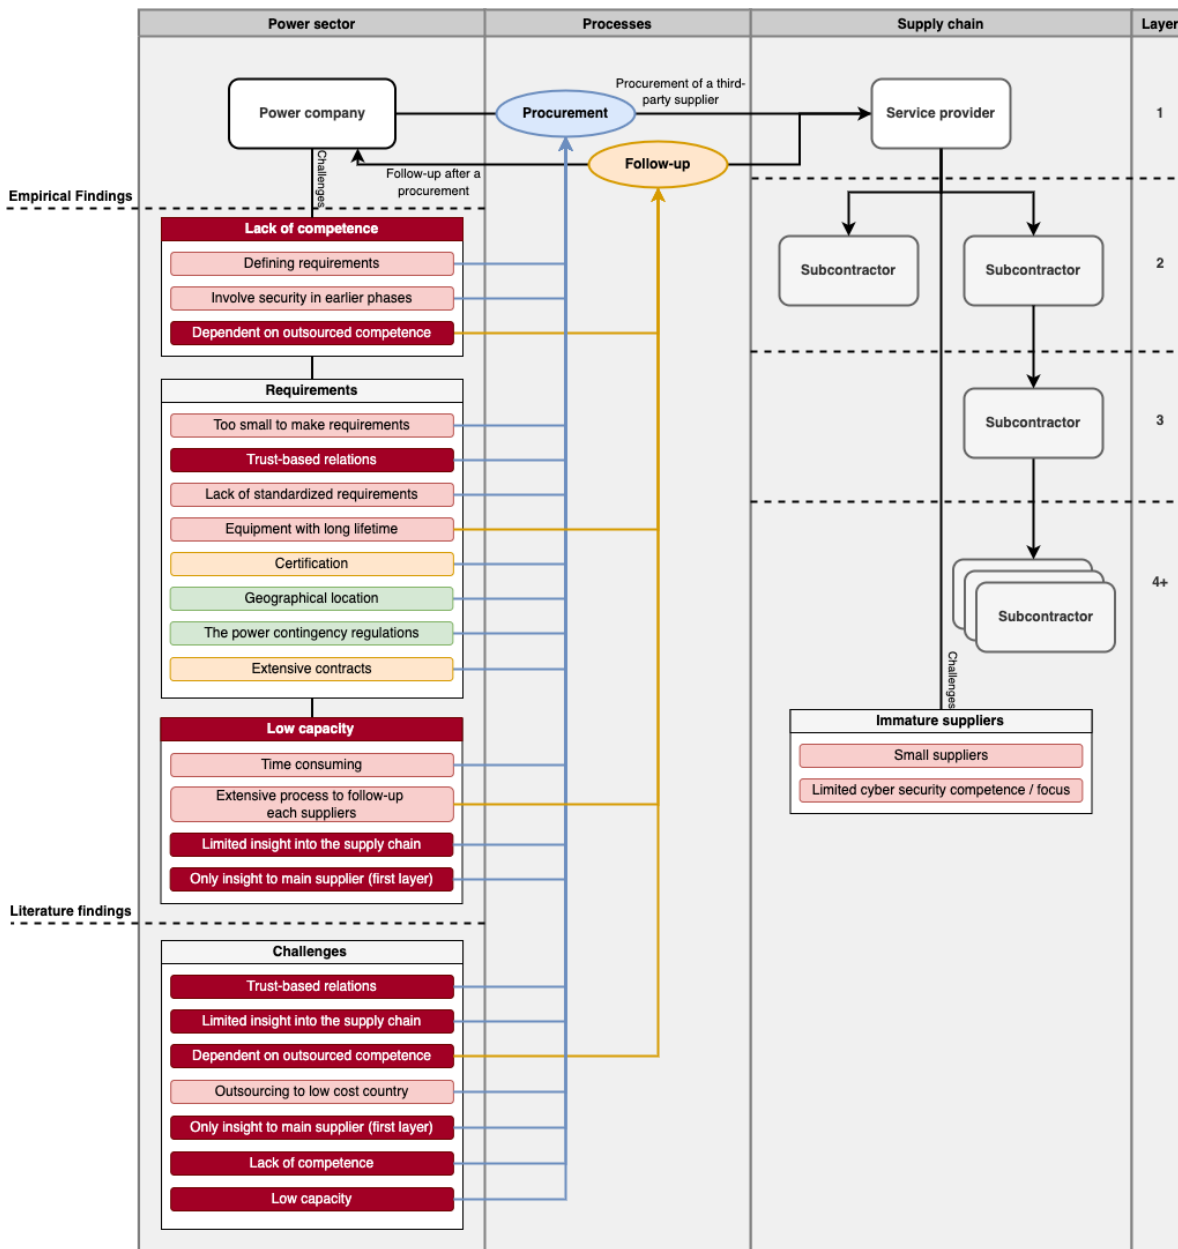 Power sector
Processes
Supply chain
Layer
Power company
Procurement
Procurement of a third-
party supplier
Service provider
1
Follow-up
Follow-up after a
procurement
Challenges
Empirical Findings
Lack of competence
Defining requirements
Involve security in earlier phases
Dependent on outsourced competence
Subcontractor
Subcontractor
2
Requirements
Too small to make requirements
Trust-based relations
Lack of standardized requirements
Equipment with long lifetime
Certification
Geographical location
The power contingency regulations
Extensive contracts
Subcontractor
3
Subcontractor
4+
Challenges
Low capacity
Time consuming
Extensive process to follow-up
each suppliers
Limited insight into the supply chain
Only insight to main supplier (first layer)
Immature suppliers
Small suppliers
Limited cyber security competence / focus
Literature findings
Challenges
Trust-based relations
Limited insight into the supply chain
Dependent on outsourced competence
Outsourcing to low cost country
Only insight to main supplier (first layer)
Lack of competence
Low capacity